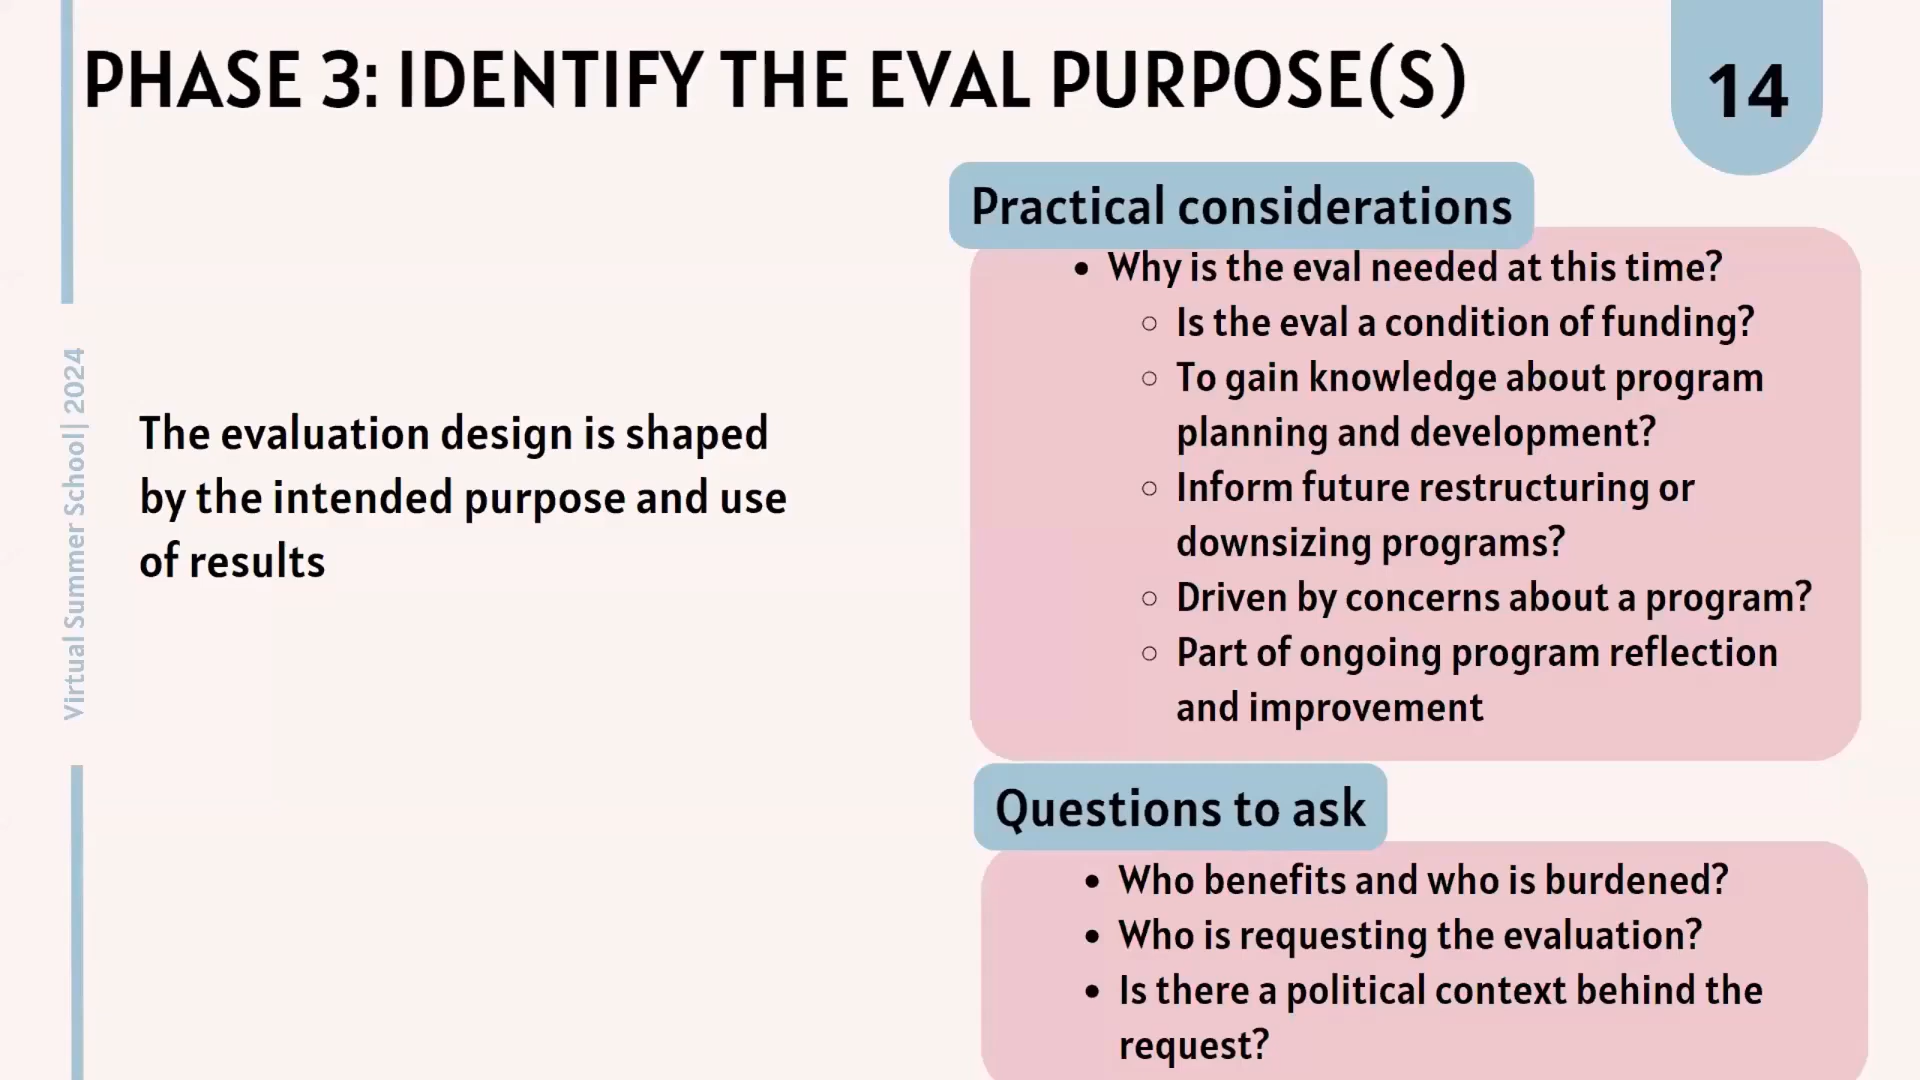 PHASE 3: IDENTIFY THE EVAL PURPOSE(S)
14
Virtual Summer School| 2024
The evaluation design is shaped
by the intended purpose and use
of results
Practical considerations
• Why is the eval needed at this time?
○ Is the eval a condition of funding?
○ To gain knowledge about program
planning and development?
○ Inform future restructuring or
downsizing programs?
○ Driven by concerns about a program?
○ Part of ongoing program reflection
and improvement
Questions to ask
• Who benefits and who is burdened?
• Who is requesting the evaluation?
• Is there a political context behind the
request?